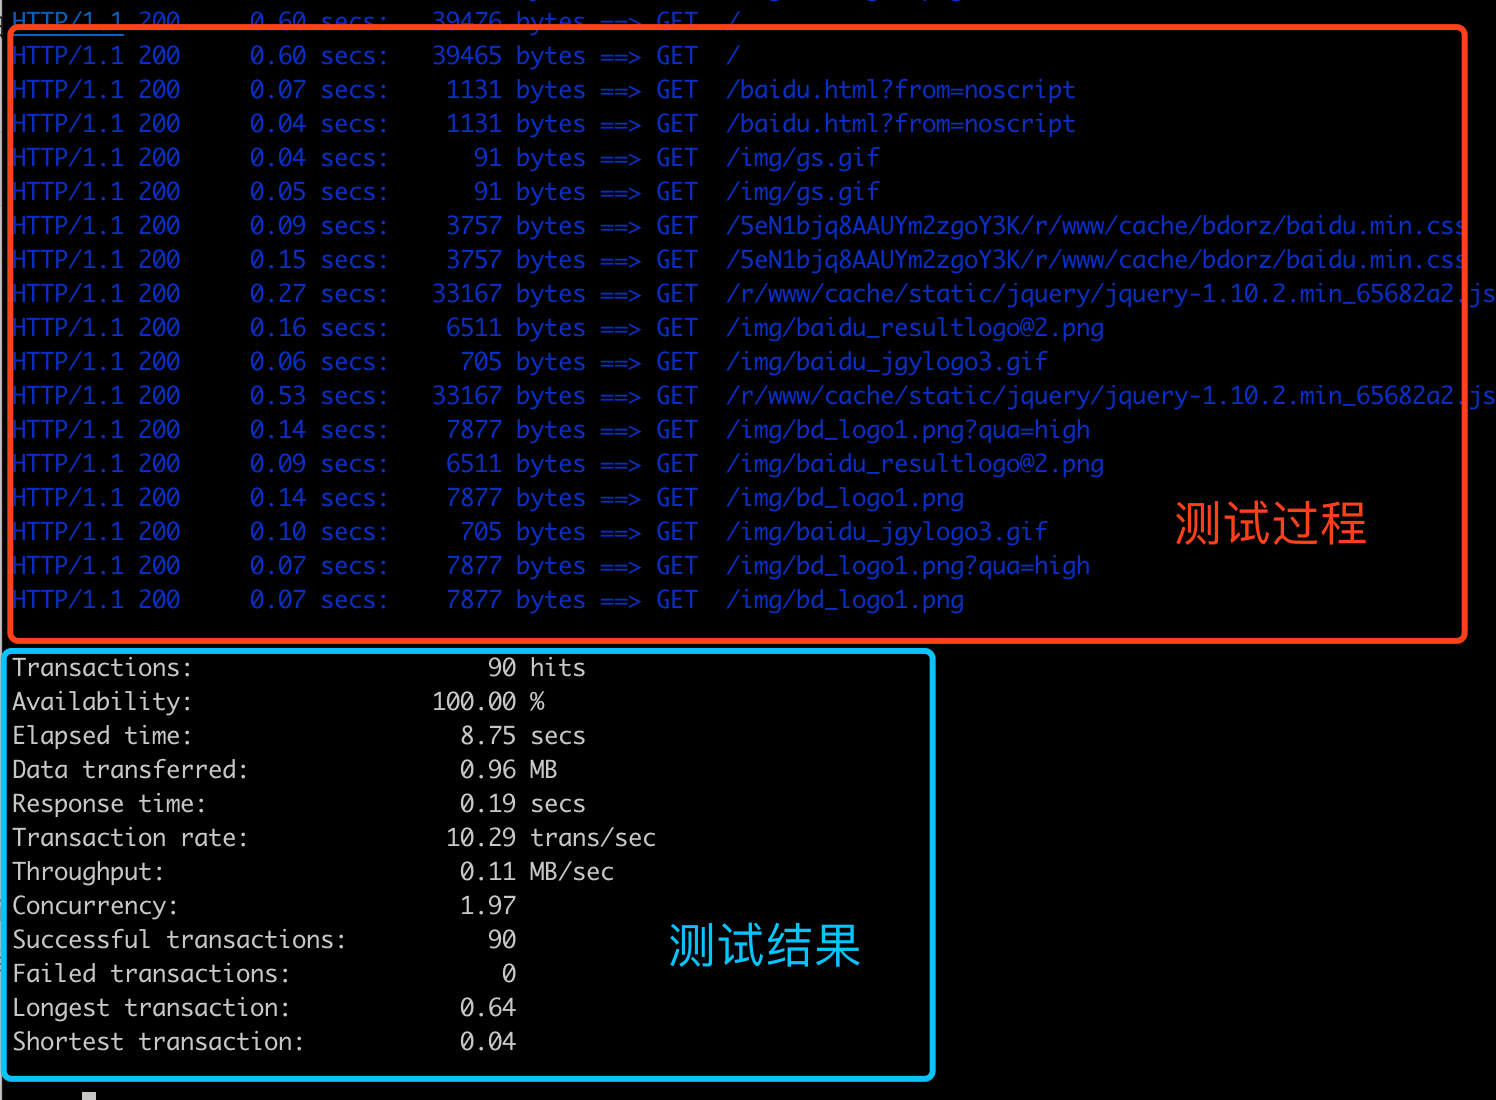 HTTP/1.1 200     0.60 secs:   39476 bytes ==> GET  /
HTTP/1.1 200     0.60 secs:   39465 bytes ==> GET  /
HTTP/1.1 200     0.07 secs:    1131 bytes ==> GET  /baidu.html?from=noscript
HTTP/1.1 200     0.04 secs:    1131 bytes ==> GET  /baidu.html?from=noscript
HTTP/1.1 200     0.04 secs:      91 bytes ==> GET  /img/gs.gif
HTTP/1.1 200     0.05 secs:      91 bytes ==> GET  /img/gs.gif
HTTP/1.1 200     0.09 secs:    3757 bytes ==> GET  /5eN1bjq8AAUYm2zgoY3K/r/www/cache/bdorz/baidu.min.css
HTTP/1.1 200     0.15 secs:    3757 bytes ==> GET  /5eN1bjq8AAUYm2zgoY3K/r/www/cache/bdorz/baidu.min.css
HTTP/1.1 200     0.27 secs:   33167 bytes ==> GET  /r/www/cache/static/jquery/jquery-1.10.2.min_65682a2.js
HTTP/1.1 200     0.16 secs:    6511 bytes ==> GET  /img/baidu_resultlogo@2.png
HTTP/1.1 200     0.06 secs:     705 bytes ==> GET  /img/baidu_jgylogo3.gif
HTTP/1.1 200     0.53 secs:   33167 bytes ==> GET  /r/www/cache/static/jquery/jquery-1.10.2.min_65682a2.js
HTTP/1.1 200     0.14 secs:    7877 bytes ==> GET  /img/bd_logo1.png?qua=high
HTTP/1.1 200     0.09 secs:    6511 bytes ==> GET  /img/baidu_resultlogo@2.png
HTTP/1.1 200     0.14 secs:    7877 bytes ==> GET  /img/bd_logo1.png
HTTP/1.1 200     0.10 secs:     705 bytes ==> GET  /img/baidu_jgylogo3.gif
测试过程
HTTP/1.1 200     0.07 secs:    7877 bytes ==> GET  /img/bd_logo1.png?qua=high
HTTP/1.1 200     0.07 secs:    7877 bytes ==> GET  /img/bd_logo1.png
Transactions:                     90 hits
Availability:                 100.00 %
Elapsed time:                   8.75 secs
Data transferred:               0.96 MB
Response time:                  0.19 secs
Transaction rate:              10.29 trans/sec
Throughput:                     0.11 MB/sec
Concurrency:                    1.97
Successful transactions:          90
测试结果
Failed transactions:               0
Longest transaction:            0.64
Shortest transaction:           0.04